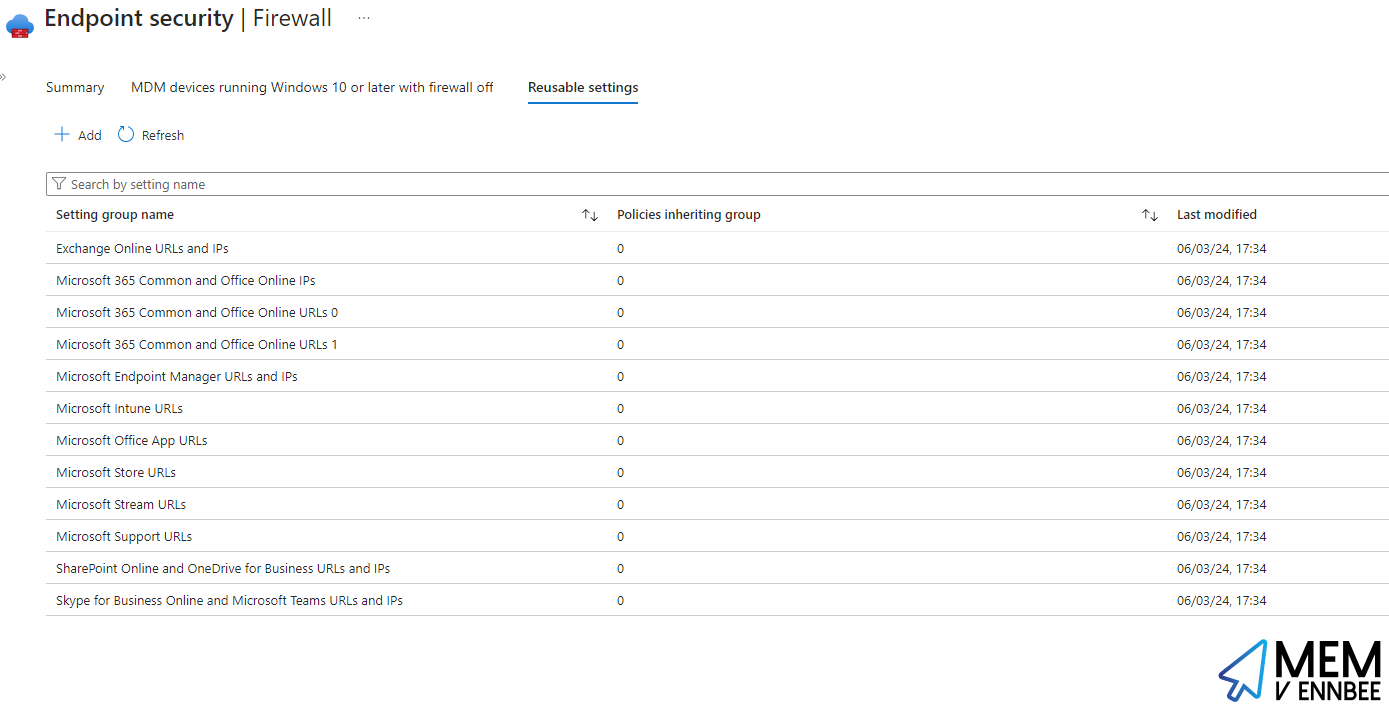 Endpoint security | Firewall ...
»
Summary MDM devices running Windows 10 or later with firewall off Reusable settings
Add Refresh
Search by setting name
Setting group name Policies inheriting group Last modified
Exchange Online URLs and IPs 0 06/03/24, 17:34
Microsoft 365 Common and Office Online IPs 0 06/03/24, 17:34
Microsoft 365 Common and Office Online URLs 0 0 06/03/24, 17:34
Microsoft 365 Common and Office Online URLs 1 0 06/03/24, 17:34
Microsoft Endpoint Manager URLs and IPs 0 06/03/24, 17:34
Microsoft Intune URLs 0 06/03/24, 17:34
Microsoft Office App URLs 0 06/03/24, 17:34
Microsoft Store URLs 0 06/03/24, 17:34
Microsoft Stream URLs 0 06/03/24, 17:34
Microsoft Support URLs 0 06/03/24, 17:34
SharePoint Online and OneDrive for Business URLs and IPs 0 06/03/24, 17:34
Skype for Business Online and Microsoft Teams URLs and IPs 0 06/03/24, 17:34
MEM
V ENNBEE